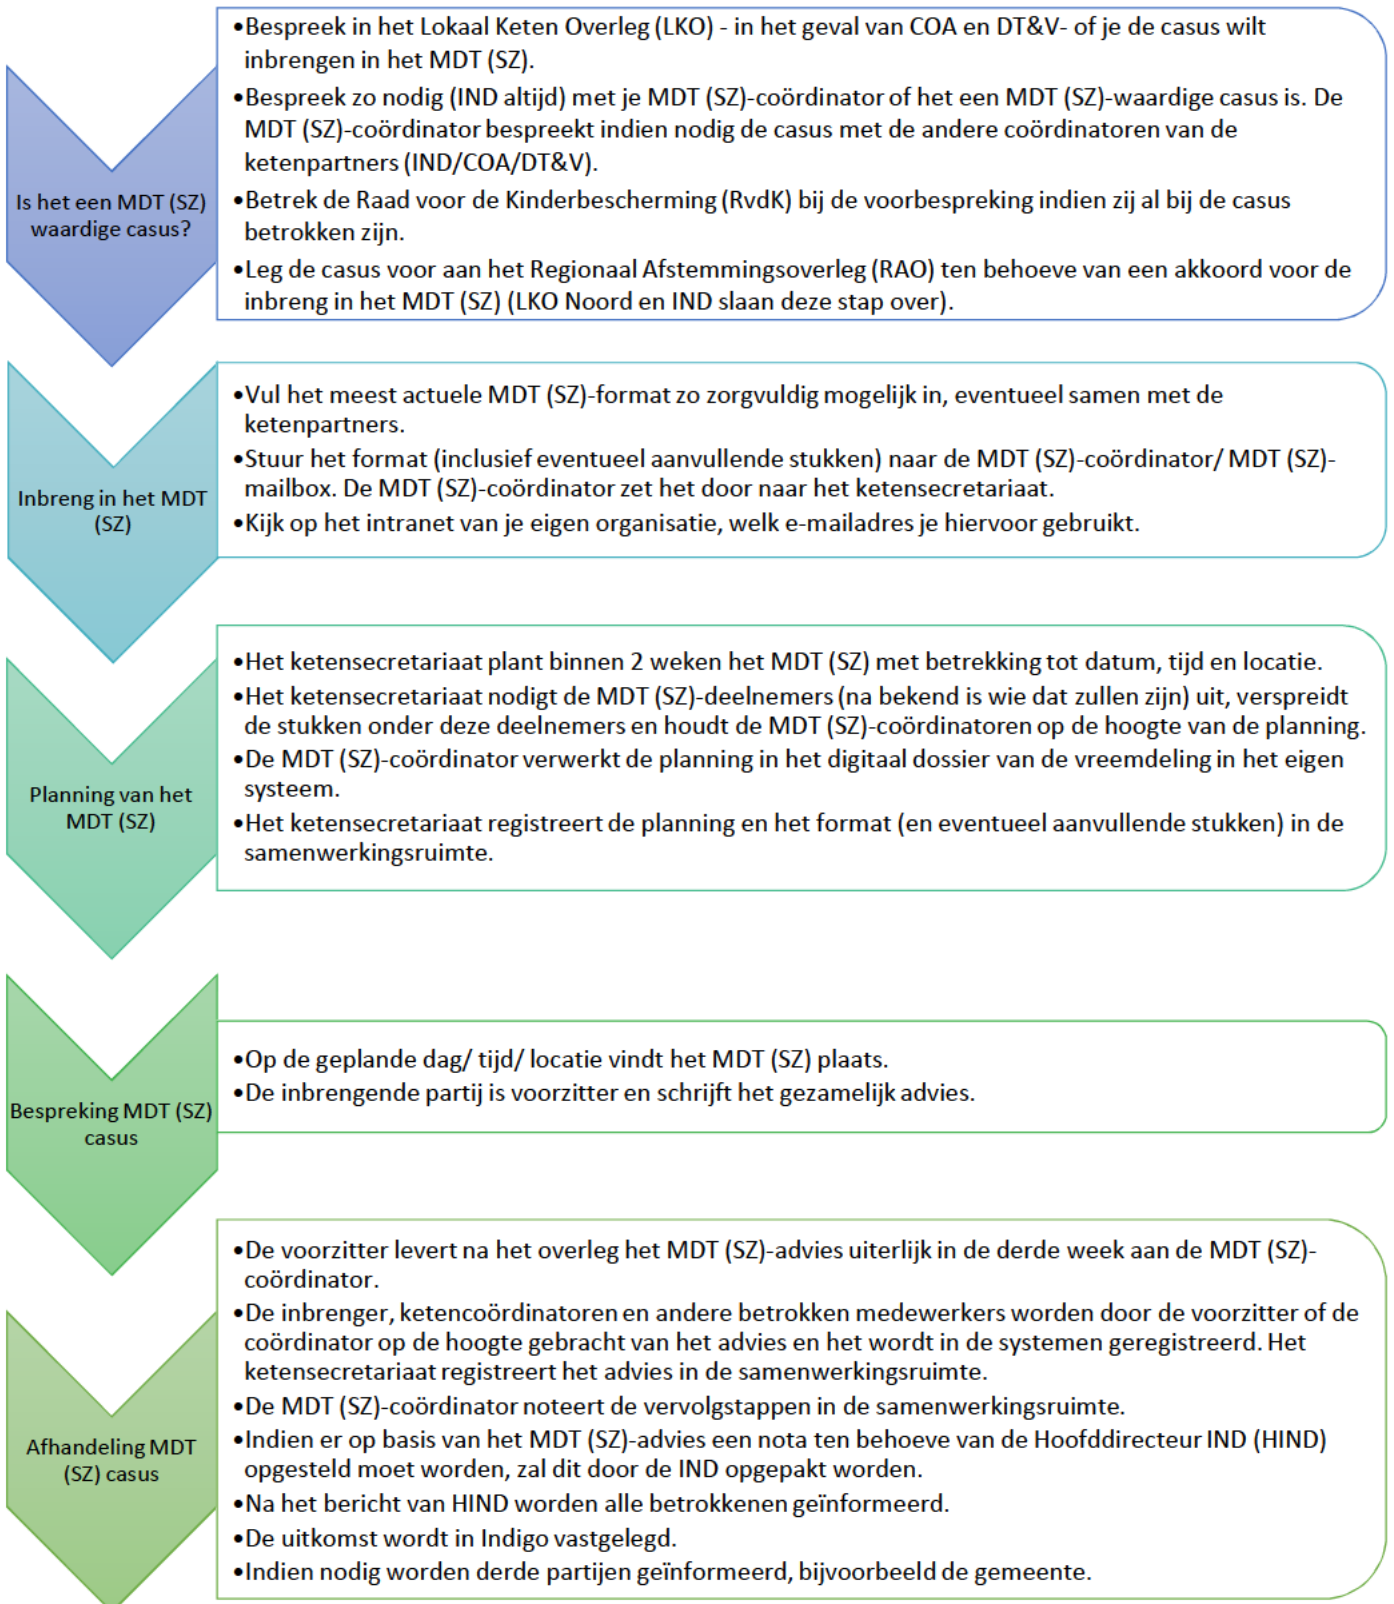 •Bespreek in het Lokaal Keten Overleg (LKO) - in het geval van COA en DT&V- of je de casus wilt
inbrengen in het MDT (SZ).
•Bespreek zo nodig (IND altijd) met je MDT (SZ)-coördinator of het een MDT (SZ)-waardige casus is. De
MDT (SZ)-coördinator bespreekt indien nodig de casus met de andere coördinatoren van de
ketenpartners (IND/COA/DT&V).
•Betrek de Raad voor de Kinderbescherming (RvdK) bij de voorbespreking indien zij al bij de casus
betrokken zijn.
•Leg de casus voor aan het Regionaal Afstemmingsoverleg (RAO) ten behoeve van een akkoord voor de
inbreng in het MDT (SZ) (LKO Noord en IND slaan deze stap over).
Is het een MDT (SZ)
waardige casus?
•Vul het meest actuele MDT (SZ)-format zo zorgvuldig mogelijk in, eventueel samen met de
ketenpartners.
•Stuur het format (inclusief eventueel aanvullende stukken) naar de MDT (SZ)-coördinator/ MDT (SZ)-
mailbox. De MDT (SZ)-coördinator zet het door naar het ketensecretariaat.
•Kijk op het intranet van je eigen organisatie, welk e-mailadres je hiervoor gebruikt.
Inbreng in het MDT
(SZ)
•Het ketensecretariaat plant binnen 2 weken het MDT (SZ) met betrekking tot datum, tijd en locatie.
•Het ketensecretariaat nodigt de MDT (SZ)-deelnemers (na bekend is wie dat zullen zijn) uit, verspreidt
de stukken onder deze deelnemers en houdt de MDT (SZ)-coördinatoren op de hoogte van de planning.
•De MDT (SZ)-coördinator verwerkt de planning in het digitaal dossier van de vreemdeling in het eigen
systeem.
•Het ketensecretariaat registreert de planning en het format (en eventueel aanvullende stukken) in de
samenwerkingsruimte.
Planning van het
MDT (SZ)
•Op de geplande dag/ tijd/ locatie vindt het MDT (SZ) plaats.
•De inbrengende partij is voorzitter en schrijft het gezamelijk advies.
Bespreking MDT (SZ)
casus
•De voorzitter levert na het overleg het MDT (SZ)-advies uiterlijk in de derde week aan de MDT (SZ)-
coördinator.
•De inbrenger, ketencoördinatoren en andere betrokken medewerkers worden door de voorzitter of de
coördinator op de hoogte gebracht van het advies en het wordt in de systemen geregistreerd. Het
ketensecretariaat registreert het advies in de samenwerkingsruimte.
•De MDT (SZ)-coördinator noteert de vervolgstappen in de samenwerkingsruimte.
•Indien er op basis van het MDT (SZ)-advies een nota ten behoeve van de Hoofddirecteur IND (HIND)
opgesteld moet worden, zal dit door de IND opgepakt worden.
•Na het bericht van HIND worden alle betrokkenen geïnformeerd.
•De uitkomst wordt in Indigo vastgelegd.
•Indien nodig worden derde partijen geïnformeerd, bijvoorbeeld de gemeente.
Afhandeling MDT
(SZ) casus